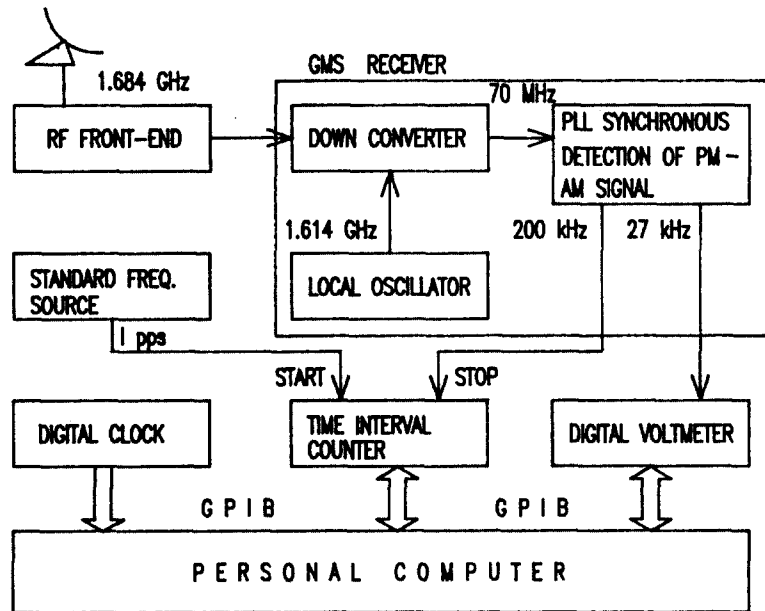 GMS RECEIVER
1.684 GHz
70 MHz
RF FRONT-END
DOWN CONVERTER
PLL SYNCHRONOUS
DETECTION OF PM-
AM SIGNAL
1.614 GHz
200 kHz
27 kHz
STANDARD FREQ.
SOURCE
LOCAL OSCILLATOR
1 pps
START
STOP
DIGITAL CLOCK
TIME INTERVAL
COUNTER
DIGITAL VOLTMETER
GPIB
GPIB
PERSONAL COMPUTER